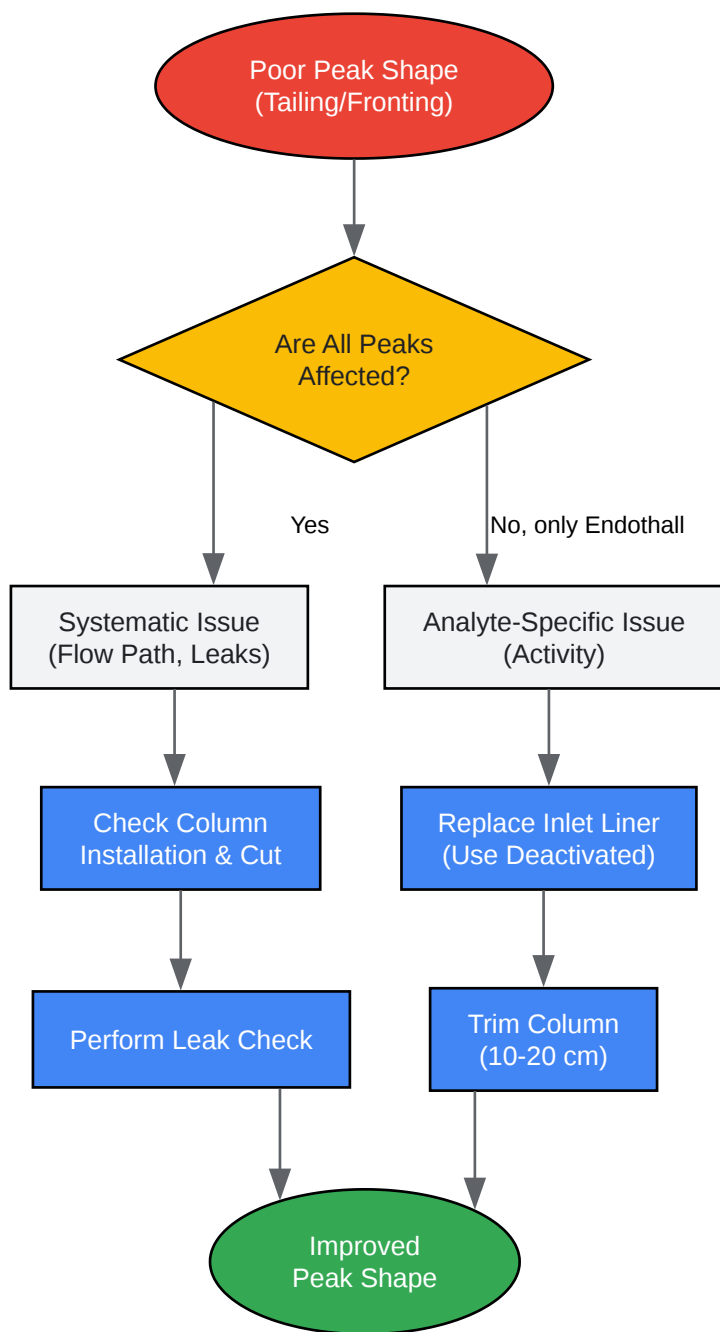 Poor Peak Shape
(Tailing/Fronting)
Are All Peaks
Affected?
Yes
No, only Endothall
Systematic Issue
(Flow Path, Leaks)
Analyte-Specific Issue
(Activity)
Check Column
Installation & Cut
Replace Inlet Liner
(Use Deactivated)
Perform Leak Check
Trim Column
(10-20 cm)
Improved
Peak Shape